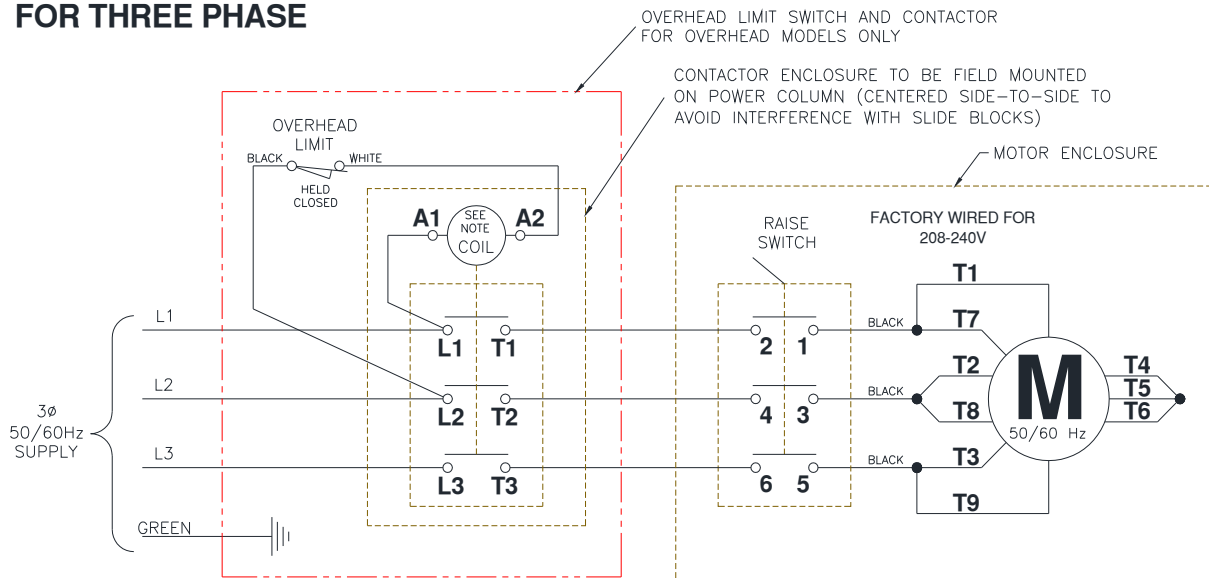 FOR THREE PHASE
OVERHEAD LIMIT SWITCH AND CONTACTOR
FOR OVERHEAD MODELS ONLY
CONTACTOR ENCLOSURE TO BE FIELD MOUNTED
ON POWER COLUMN (CENTERED SIDE-TO-SIDE TO
AVOID INTERFERENCE WITH SLIDE BLOCKS)
MOTOR ENCLOSURE
OVERHEAD
LIMIT
BLACK
WHITE
HELD
CLOSED
A1
SEE
NOTE
COIL
A2
RAISE
SWITCH
FACTORY WIRED FOR
208-240V
3ø
50/60Hz
SUPPLY
L1
L2
L3
GREEN
L1
T1
L2
T2
L3
T3
2
1
4
3
6
5
BLACK
BLACK
BLACK
T1
T7
T2
T8
T3
T9
M
50/60 Hz
T4
T5
T6